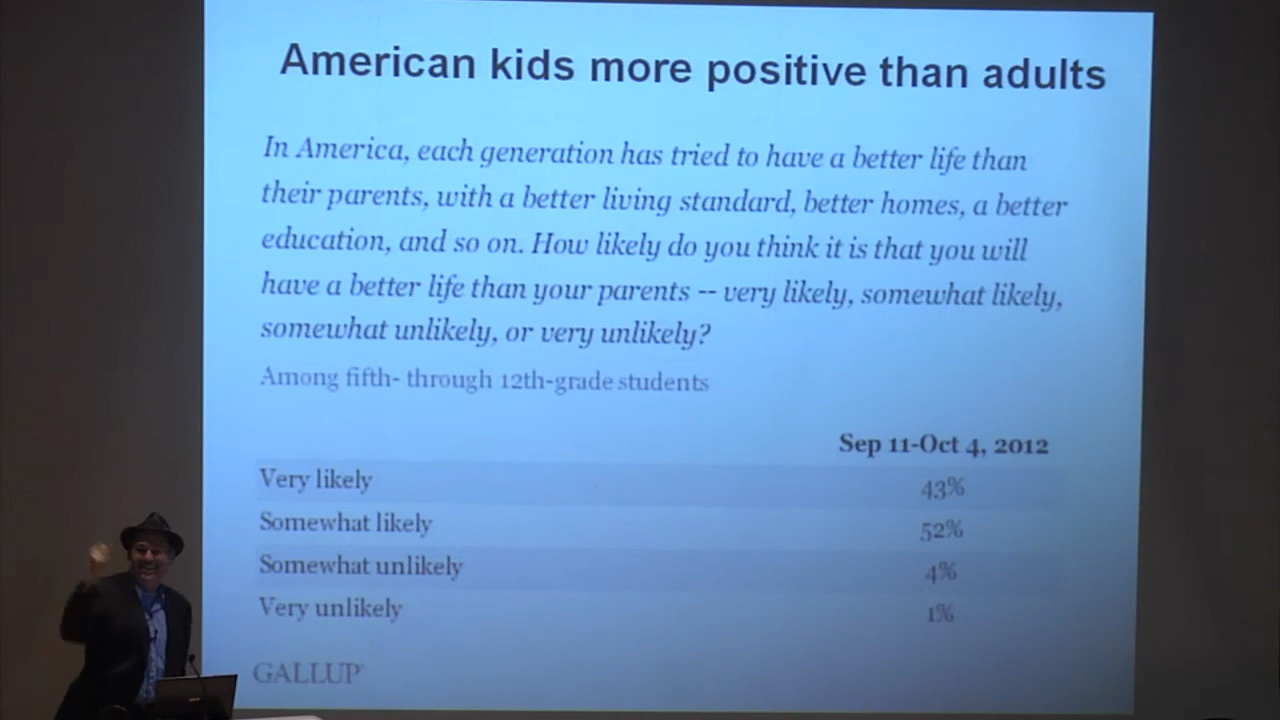 American kids more positive than adults
In America, each generation has tried to have a better life than
their parents, with a better living standard, better homes, a better
education, and so on. How likely do you think it is that you will
have a better life than your parents -- very likely, somewhat likely,
somewhat unlikely, or very unlikely?
Among fifth- through 12th-grade students
Sep 11-Oct 4, 2012
Very likely 43%
Somewhat likely 52%
Somewhat unlikely 4%
Very unlikely 1%
GALLUP